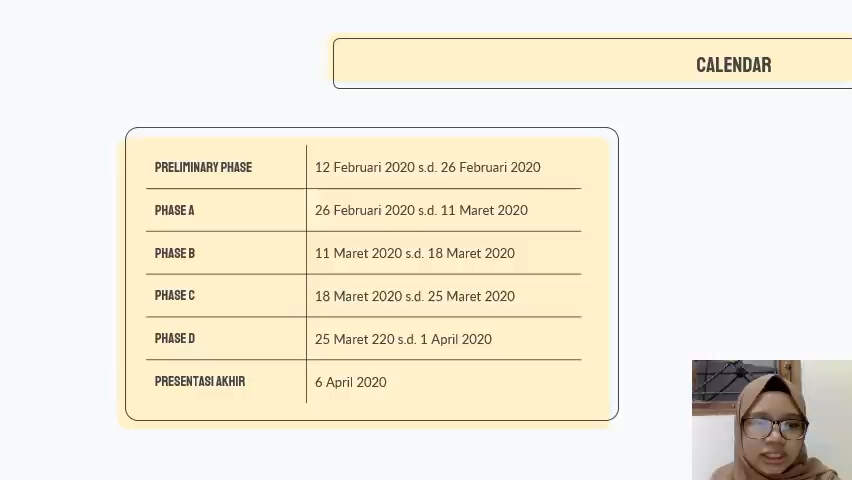 CALENDAR
PRELIMINARY PHASE 12 Februari 2020 s.d. 26 Februari 2020
PHASE A 26 Februari 2020 s.d. 11 Maret 2020
PHASE B 11 Maret 2020 s.d. 18 Maret 2020
PHASE C 18 Maret 2020 s.d. 25 Maret 2020
PHASE D 25 Maret 220 s.d. 1 April 2020
PRESENTASI AKHIR 6 April 2020